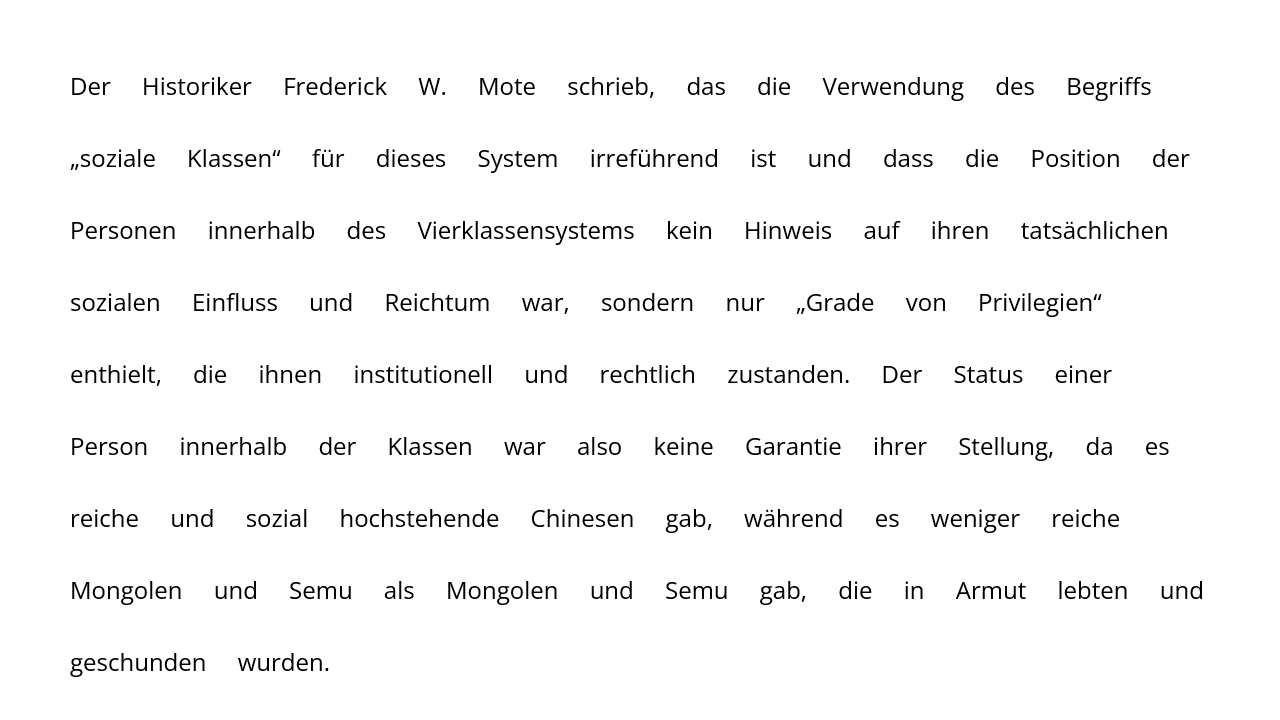 Der Historiker Frederick W. Mote schrieb, das die Verwendung des Begriffs
„soziale Klassen“ für dieses System irreführend ist und dass die Position der
Personen innerhalb des Vierklassensystems kein Hinweis auf ihren tatsächlichen
sozialen Einfluss und Reichtum war, sondern nur „Grade von Privilegien“
enthielt, die ihnen institutionell und rechtlich zustanden. Der Status einer
Person innerhalb der Klassen war also keine Garantie ihrer Stellung, da es
reiche und sozial hochstehende Chinesen gab, während es weniger reiche
Mongolen und Semu als Mongolen und Semu gab, die in Armut lebten und
geschunden wurden.